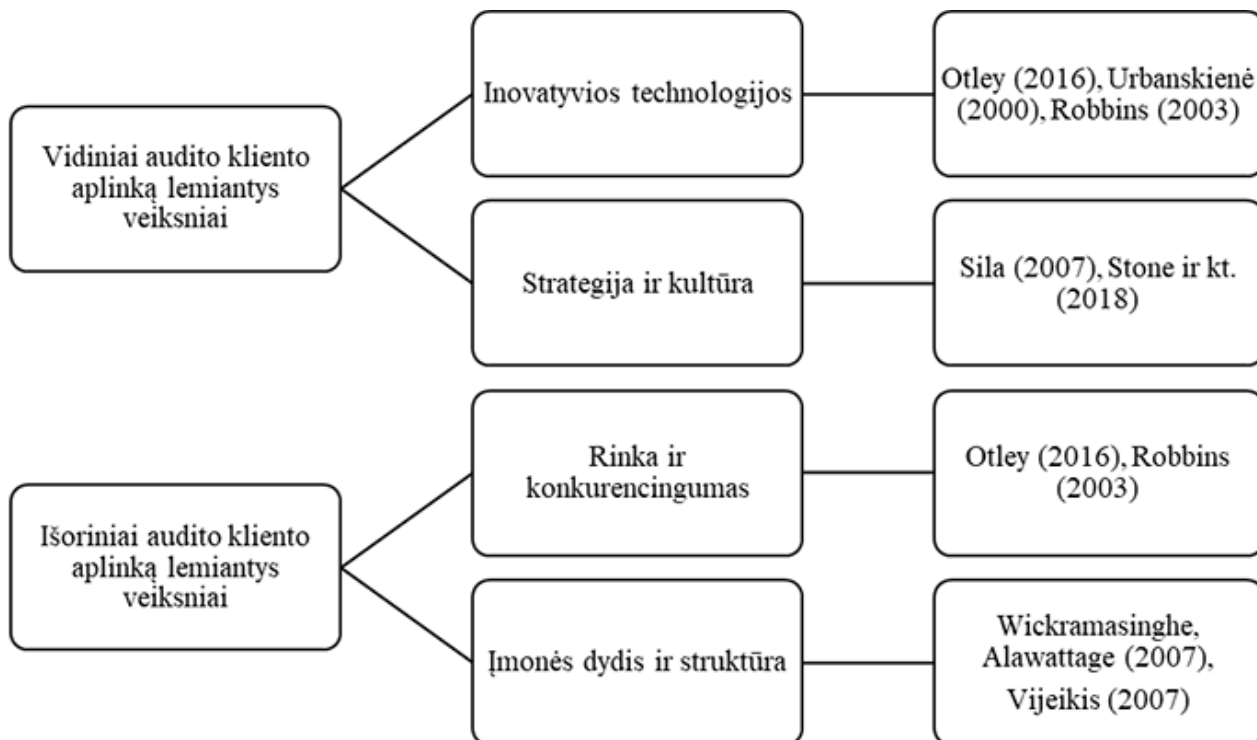 Vidiniai audito kliento
aplinką lemiantys
veiksniai
Inovatyvios technologijos
Otley (2016), Urbanskienė
(2000), Robbins (2003)
Strategija ir kultūra
Sila (2007), Stone ir kt.
(2018)
Išoriniai audito kliento
aplinką lemiantys
veiksniai
Rinka ir
konkurencingumas
Otley (2016), Robbins
(2003)
Įmonės dydis ir struktūra
Wickramasinghe,
Alawattage (2007),
Vijeikis (2007)